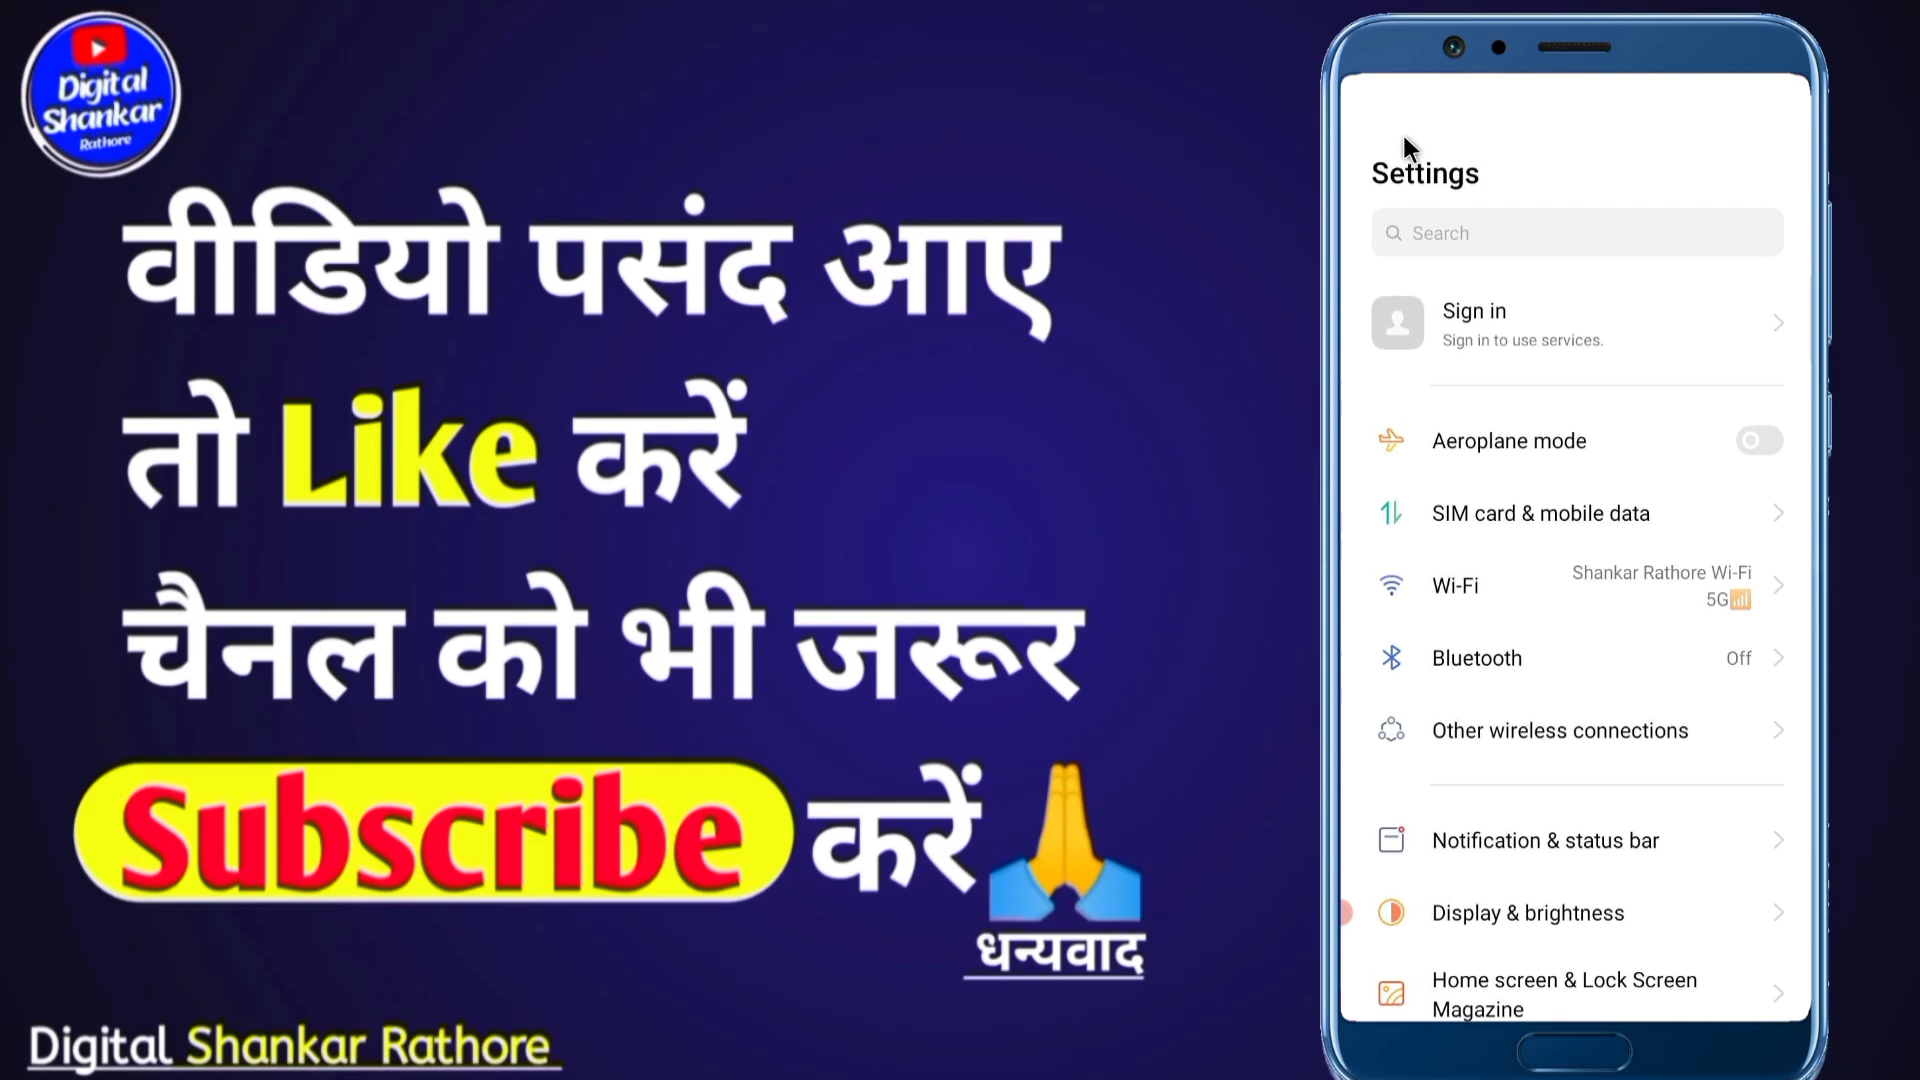 Digital
Shankar
Rathore
वीडियो पसंद आए
तो Like करें
चैनल को भी जरूर
Subscribe करें🙏
धन्यवाद
Digital Shankar Rathore
Settings
Search
Sign in
Sign in to use services.
Aeroplane mode
SIM card & mobile data
Wi-Fi
Shankar Rathore Wi-Fi
5G📶
Bluetooth
Off
Other wireless connections
Notification & status bar
Display & brightness
Home screen & Lock Screen
Magazine